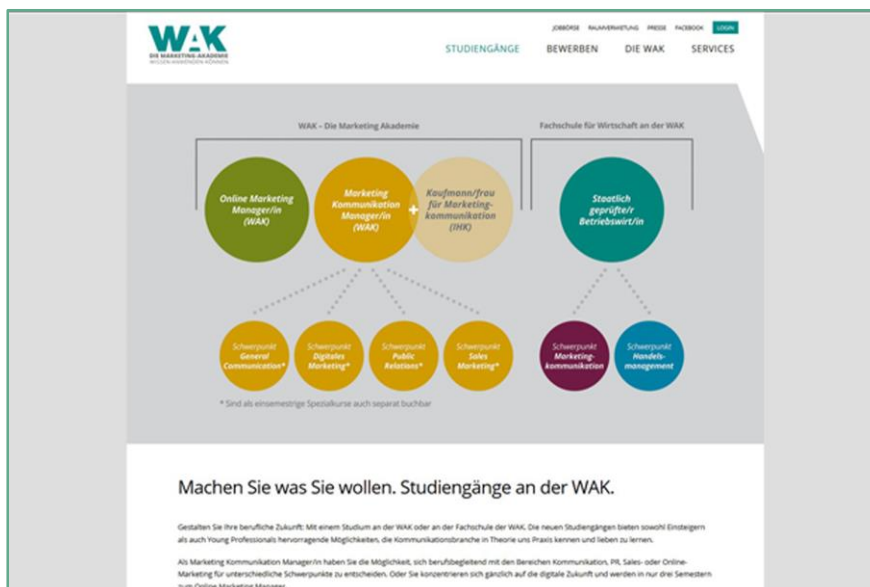 WAK
DIE MARKETING-AKADEMIE
WISSEN ANWENDEN KÖNNEN
JOBBÖRSE RAUMVERMIETUNG PRESSE FACEBOOK LOGIN
STUDIENGÄNGE BEWERBEN DIE WAK SERVICES
WAK – Die Marketing Akademie
Fachschule für Wirtschaft an der WAK
Online Marketing
Manager/in
(WAK)
Marketing
Kommunikation
Manager/in
(WAK)
+
Kaufmann/frau
für Marketing-
kommunikation
(IHK)
Staatlich
geprüfte/r
Betriebswirt/in
Schwerpunkt
General
Communication*
Schwerpunkt
Digitales
Marketing*
Schwerpunkt
Public
Relations*
Schwerpunkt
Sales
Marketing*
Schwerpunkt
Marketing-
kommunikation
Schwerpunkt
Handels-
management
* Sind als einsemestrige Spezialkurse auch separat buchbar
Machen Sie was Sie wollen. Studiengänge an der WAK.
Gestalten Sie Ihre berufliche Zukunft: Mit einem Studium an der WAK oder an der Fachschule der WAK. Die neuen Studiengängen bieten sowohl Einsteigern
als auch Young Professionals hervorragende Möglichkeiten, die Kommunikationsbranche in Theorie uns Praxis kennen und lieben zu lernen.
Als Marketing Kommunikation Manager/in haben Sie die Möglichkeit, sich berufsbegleitend mit den Bereichen Kommunikation, PR, Sales- oder Online-
Marketing für unterschiedliche Schwerpunkte zu entscheiden. Oder Sie konzentrieren sich gänzlich auf die digitale Zukunft und werden in nur drei Semestern
zum Online Marketing Manager.